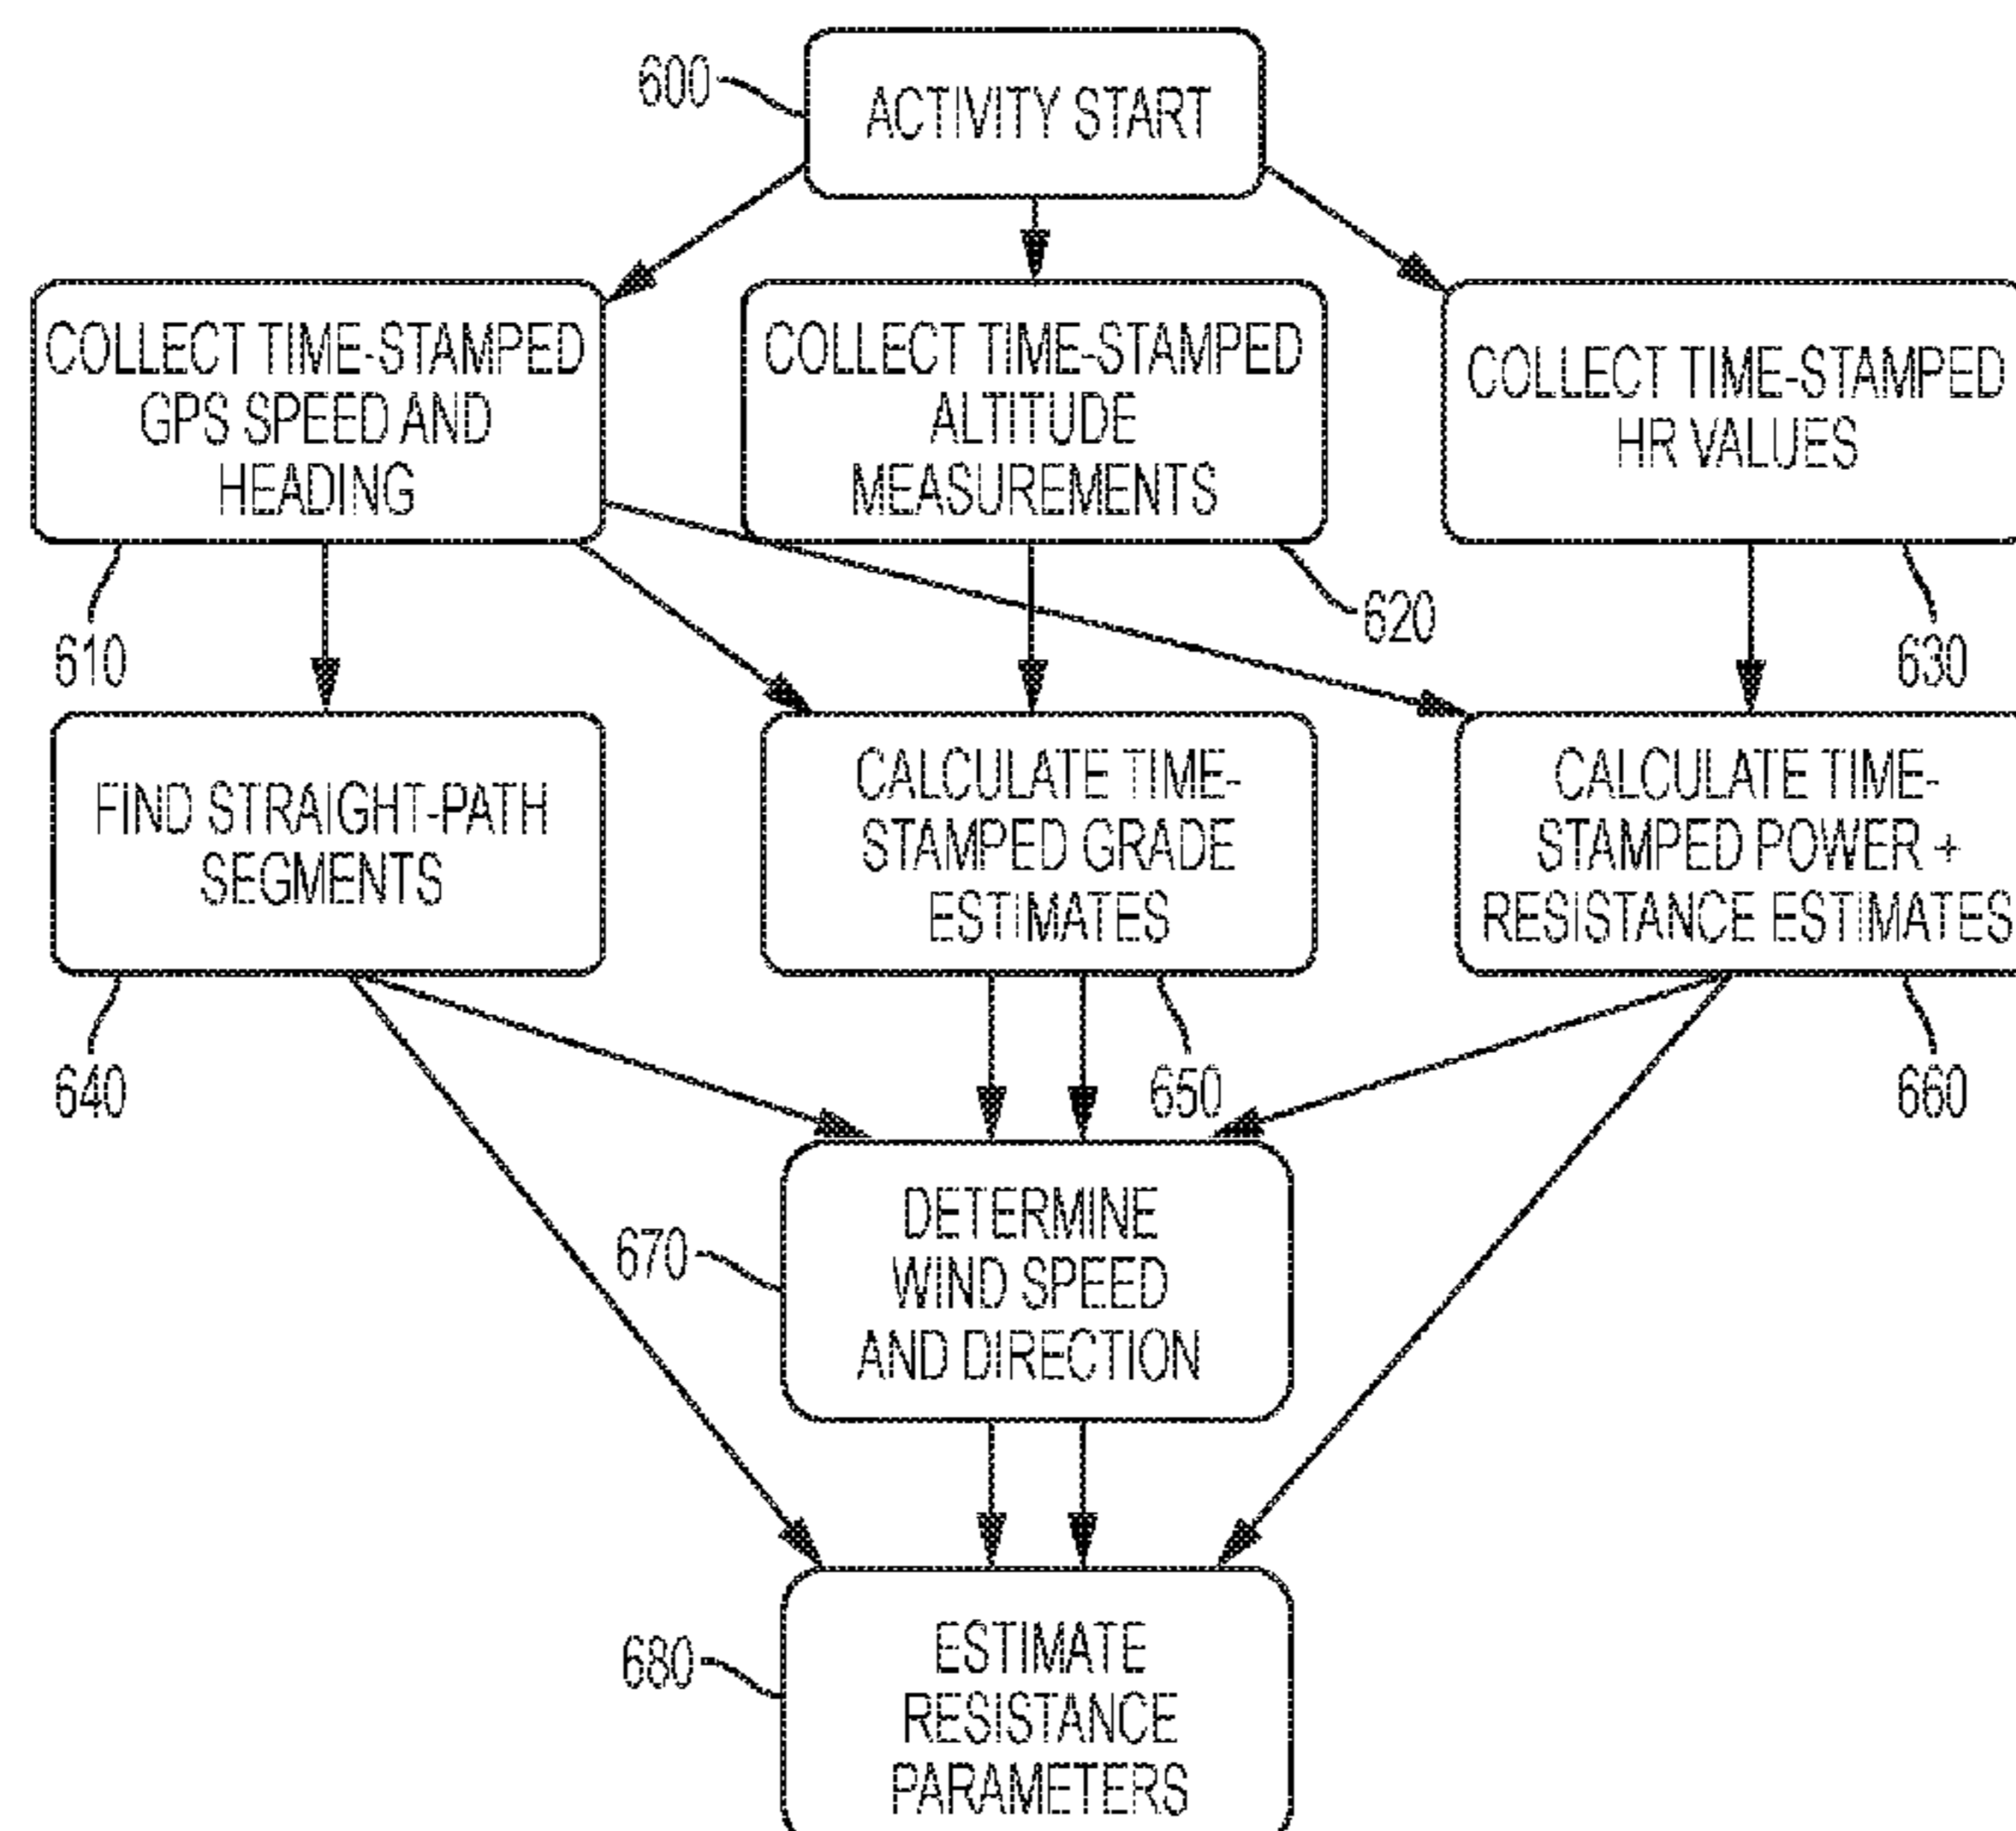 600
ACTIVITY START
COLLECT TIME-STAMPED
GPS SPEED AND
HEADING
COLLECT TIME-STAMPED
ALTITUDE
MEASUREMENTS
COLLECT TIME-STAMPED
HR VALUES
610
620
630
FIND STRAIGHT-PATH
SEGMENTS
CALCULATE TIME-
STAMPED GRADE
ESTIMATES
CALCULATE TIME-
STAMPED POWER +
RESISTANCE ESTIMATES
640
650
660
670
DETERMINE
WIND SPEED
AND DIRECTION
680
ESTIMATE
RESISTANCE
PARAMETERS